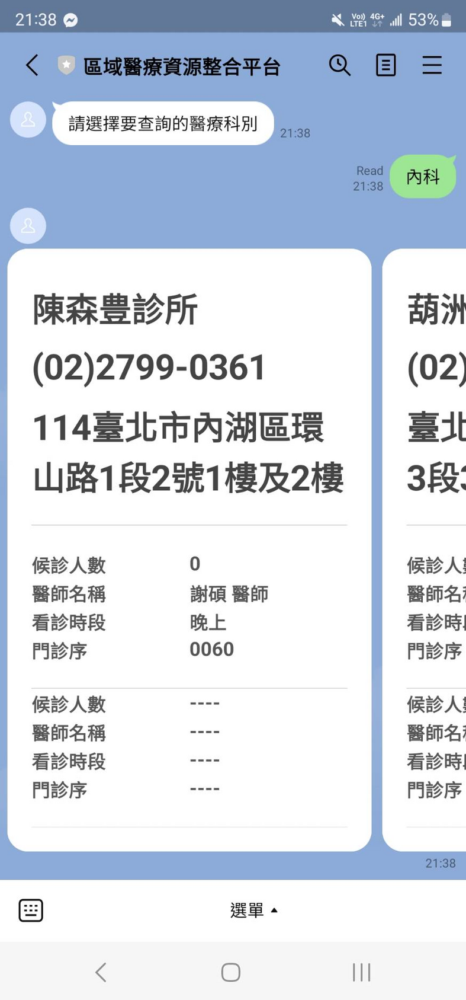 21:38
Vo)) 4G+
LTE1
53%
區域醫療資源整合平台
請選擇要查詢的醫療科別
21:38
Read
21:38
內科
陳森豊診所
(02)2799-0361
114臺北市內湖區環
山路1段2號1樓及2樓
候診人數 0
醫師名稱 謝碩 醫師
看診時段 晚上
門診序 0060
候診人數 ----
醫師名稱 ----
看診時段 ----
門診序 ----
葫洲
(02)
臺北
3段
候診人
醫師名
看診時
門診序
候診人
醫師名
看診時
門診序
21:38
選單